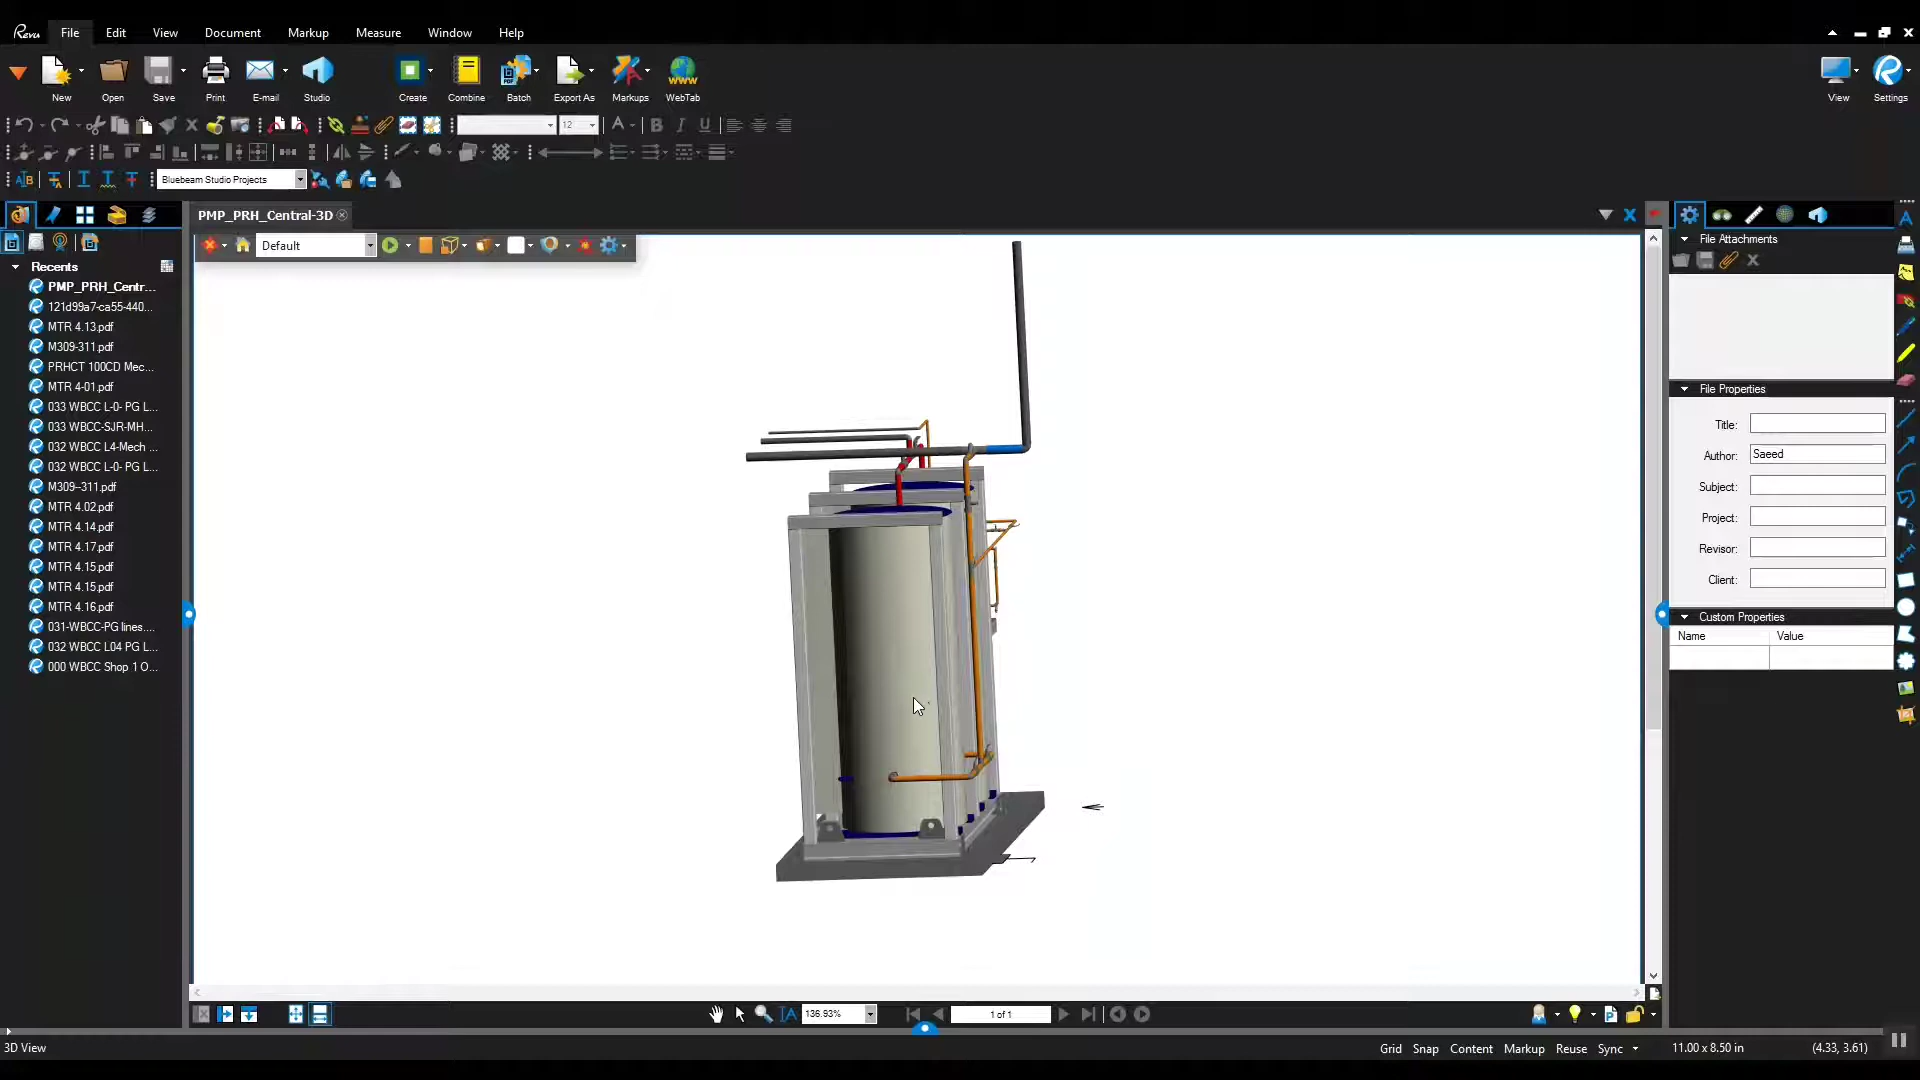 Revu File Edit View Document Markup Measure Window Help
New Open Save Print E-mail Studio Create Combine Batch Export As Markups WebTab View Settings
WWW
PDF
12 A B I U
Bluebeam Studio Projects
PMP_PRH_Central-3D
Default
Recents
PMP_PRH_Centr...
121d99a7-ca55-440...
MTR 4.13.pdf
M309-311.pdf
PRHCT 100CD Mec...
MTR 4-01.pdf
033 WBCC L-0- PG L...
033 WBCC-SJR-MH...
032 WBCC L4-Mech ...
032 WBCC L-0- PG L...
M309--311.pdf
MTR 4.02.pdf
MTR 4.14.pdf
MTR 4.17.pdf
MTR 4.15.pdf
MTR 4.15.pdf
MTR 4.16.pdf
031-WBCC-PG lines....
032 WBCC L04 PG L...
000 WBCC Shop 1 O...
File Attachments
File Properties
Title:
Author: Saeed
Subject:
Project:
Revisor:
Client:
Custom Properties
Name Value
136.93% 1 of 1
3D View Grid Snap Content Markup Reuse Sync 11.00 x 8.50 in (4.33, 3.61)